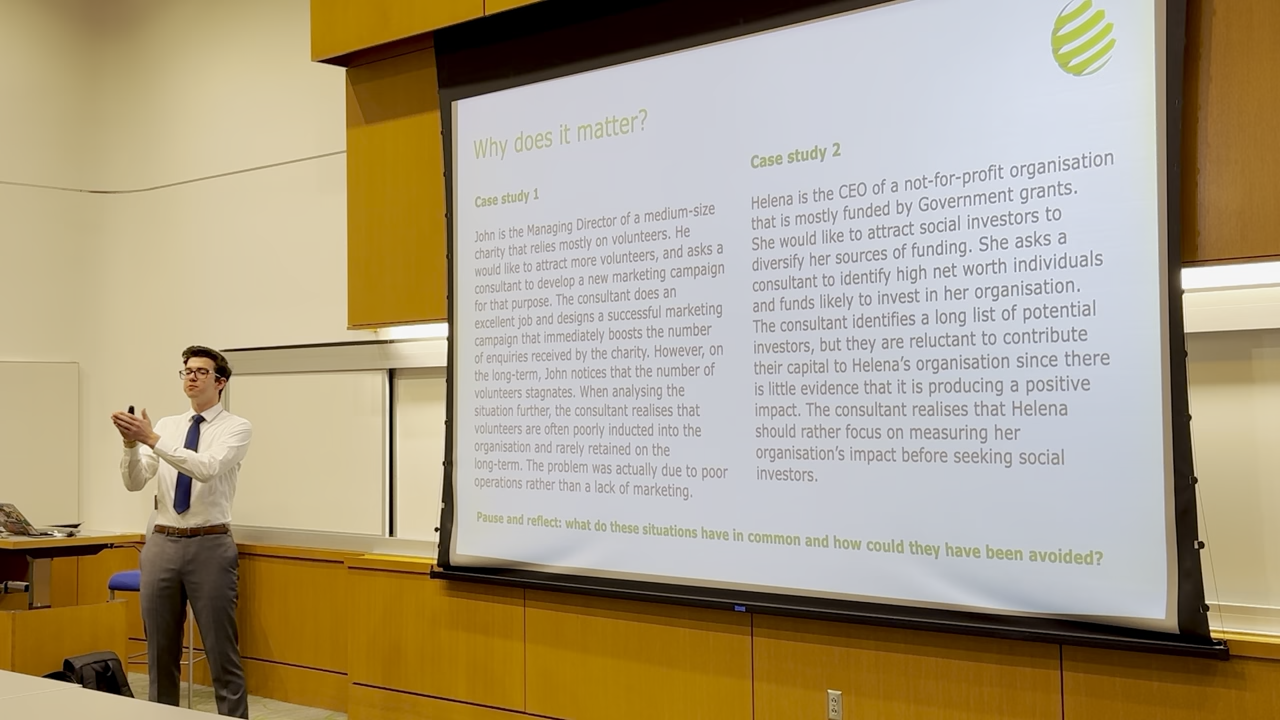 Why does it matter?
Case study 1
John is the Managing Director of a medium-size
charity that relies mostly on volunteers. He
would like to attract more volunteers, and asks a
consultant to develop a new marketing campaign
for that purpose. The consultant does an
excellent job and designs a successful marketing
campaign that immediately boosts the number
of enquiries received by the charity. However, on
the long-term, John notices that the number of
volunteers stagnates. When analysing the
situation further, the consultant realises that
volunteers are often poorly inducted into the
organisation and rarely retained on the
long-term. The problem was actually due to poor
operations rather than a lack of marketing.
Case study 2
Helena is the CEO of a not-for-profit organisation
that is mostly funded by Government grants.
She would like to attract social investors to
diversify her sources of funding. She asks a
consultant to identify high net worth individuals
and funds likely to invest in her organisation.
The consultant identifies a long list of potential
investors, but they are reluctant to contribute
their capital to Helena's organisation since there
is little evidence that it is producing a positive
impact. The consultant realises that Helena
should rather focus on measuring her
organisation's impact before seeking social
investors.
Pause and reflect: what do these situations have in common and how could they have been avoided?